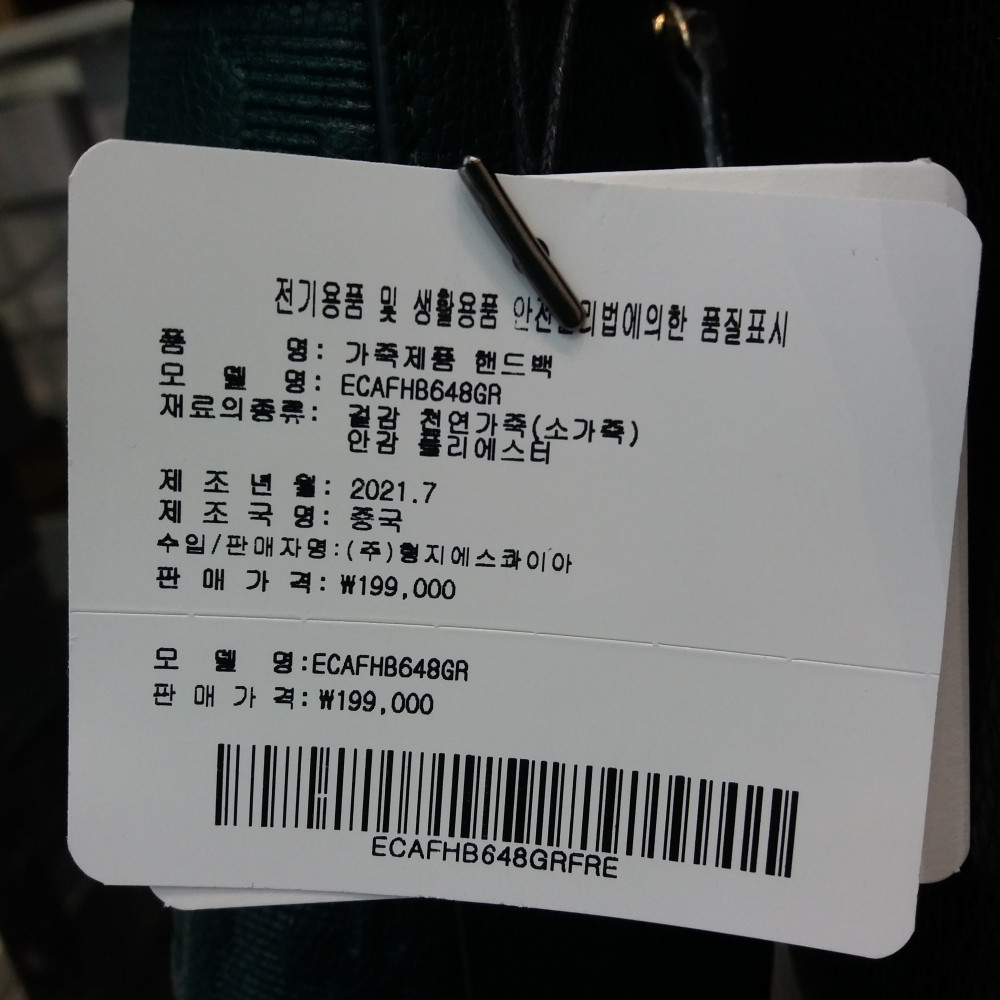 전기용품 및 생활용품 안전관리법에의한 품질표시
품 명: 가죽제품 핸드백
모 델 명: ECAFHB648GR
재료의종류: 겉감 천연가죽(소가죽)
안감 폴리에스터
제 조 년 월: 2021.7
제 조 국 명: 중국
수입/판매자명:(주)형지에스콰이아
판 매 가 격: ₩199,000
모 델 명:ECAFHB648GR
판 매 가 격:₩199,000
ECAFHB648GRFRE